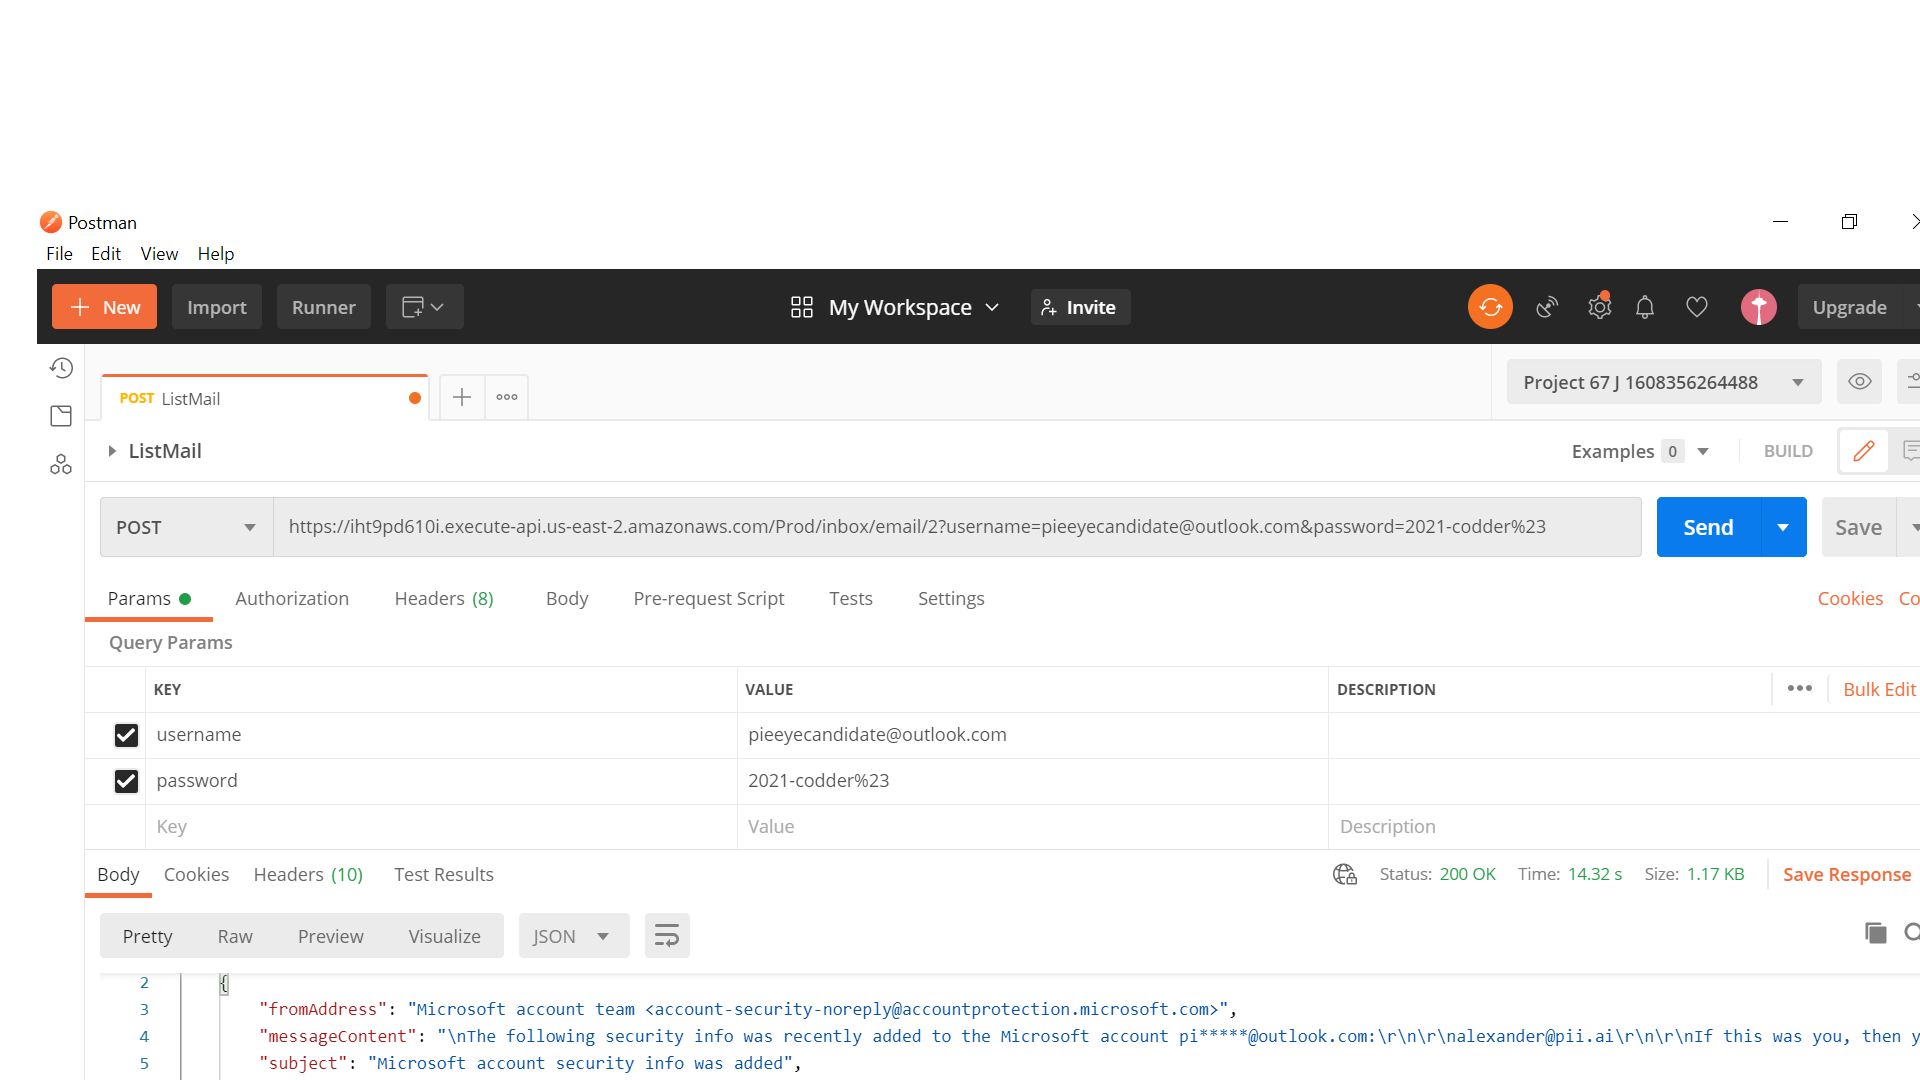 Postman
File Edit View Help
New Import Runner My Workspace Invite Upgrade
POST ListMail Project 67 J 1608356264488
ListMail Examples 0 BUILD
POST https://iht9pd610i.execute-api.us-east-2.amazonaws.com/Prod/inbox/email/2?username=pieeyecandidate@outlook.com&password=2021-codder%23 Send Save
Params Authorization Headers (8) Body Pre-request Script Tests Settings Cookies Co
Query Params
KEY VALUE DESCRIPTION ••• Bulk Edit
username pieeyecandidate@outlook.com
password 2021-codder%23
Key Value Description
Body Cookies Headers (10) Test Results Status: 200 OK Time: 14.32 s Size: 1.17 KB Save Response
Pretty Raw Preview Visualize JSON
2 {
3 "fromAddress": "Microsoft account team <account-security-noreply@accountprotection.microsoft.com>",
4 "messageContent": "\nThe following security info was recently added to the Microsoft account pi*****@outlook.com:\r\n\r\nalexander@pii.ai\r\n\r\nIf this was you, then y
5 "subject": "Microsoft account security info was added",